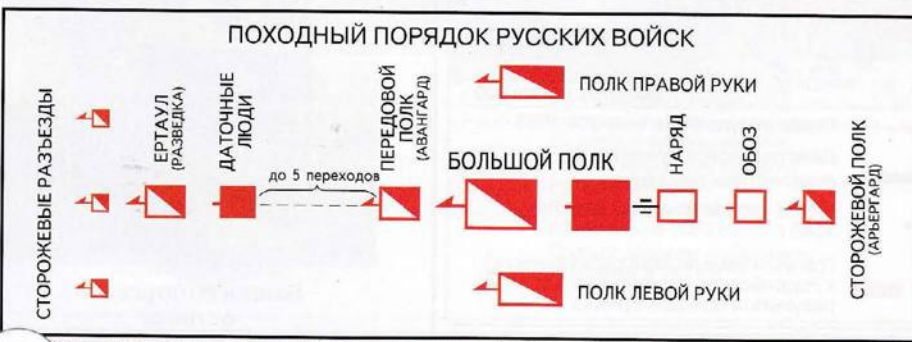 ПОХОДНЫЙ ПОРЯДОК РУССКИХ ВОЙСК
СТОРОЖЕВЫЕ РАЗЪЕЗДЫ
ЕРТАУЛ
(РАЗВЕДКА)
ДАТОЧНЫЕ
ЛЮДИ
до 5 переходов
ПЕРЕДОВОЙ
ПОЛК
(АВАНГАРД)
ПОЛК ПРАВОЙ РУКИ
БОЛЬШОЙ ПОЛК
ПОЛК ЛЕВОЙ РУКИ
НАРЯД
ОБОЗ
СТОРОЖЕВОЙ ПОЛК
(АРЬЕРГАРД)